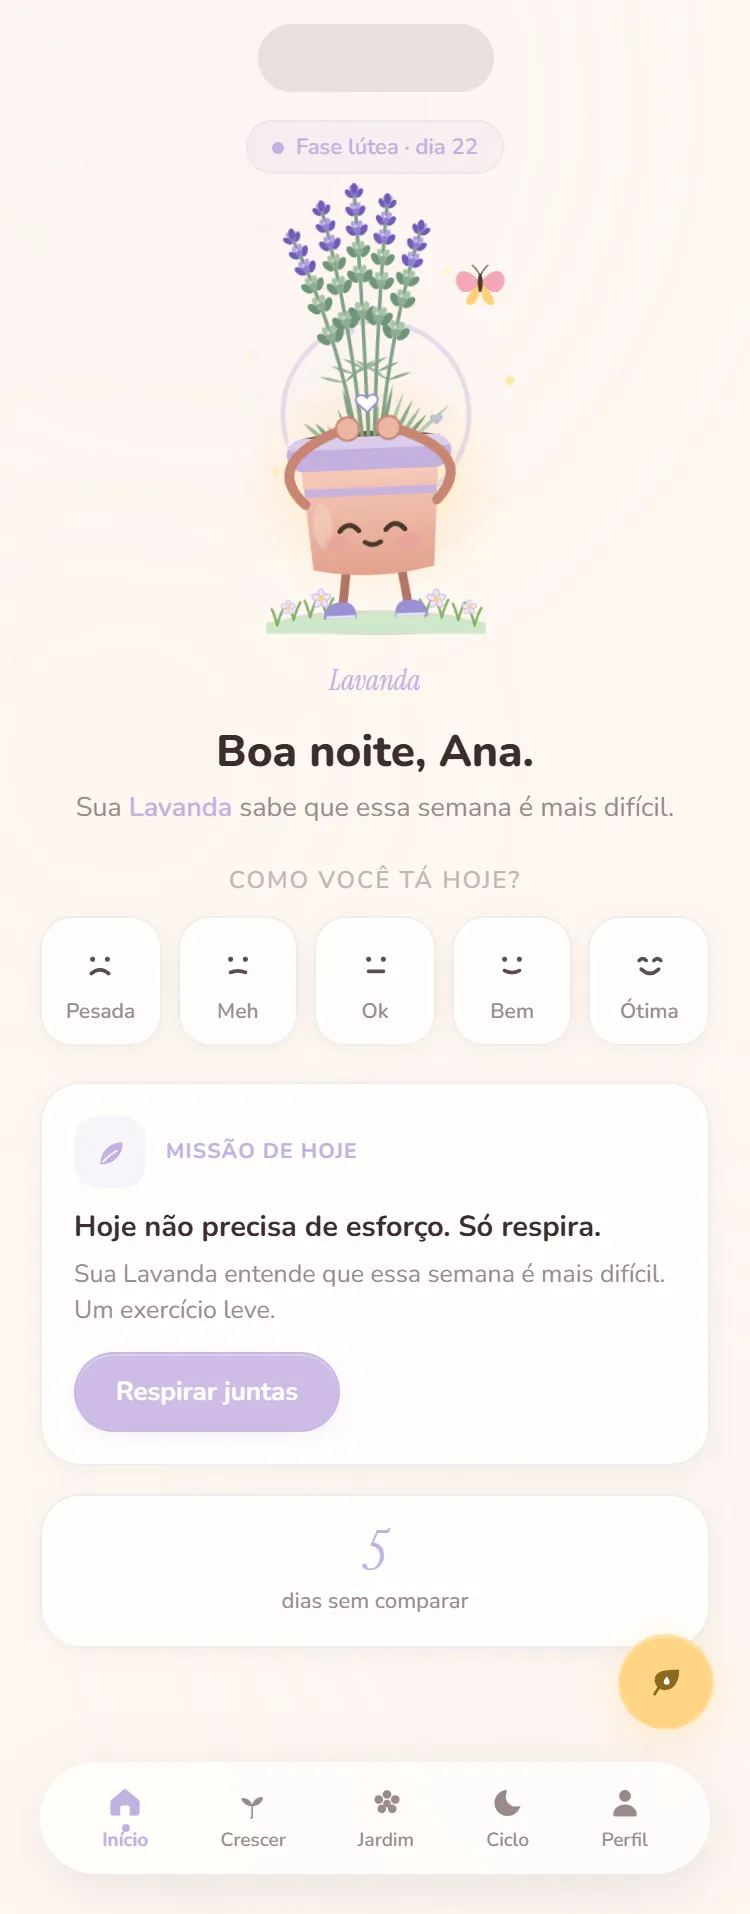 Fase lútea · dia 22
Lavanda
Boa noite, Ana.
Sua Lavanda sabe que essa semana é mais difícil.
COMO VOCÊ TÁ HOJE?
Pesada
Meh
Ok
Bem
Ótima
MISSÃO DE HOJE
Hoje não precisa de esforço. Só respira.
Sua Lavanda entende que essa semana é mais difícil.
Um exercício leve.
Respirar juntas
5
dias sem comparar
Início
Crescer
Jardim
Ciclo
Perfil